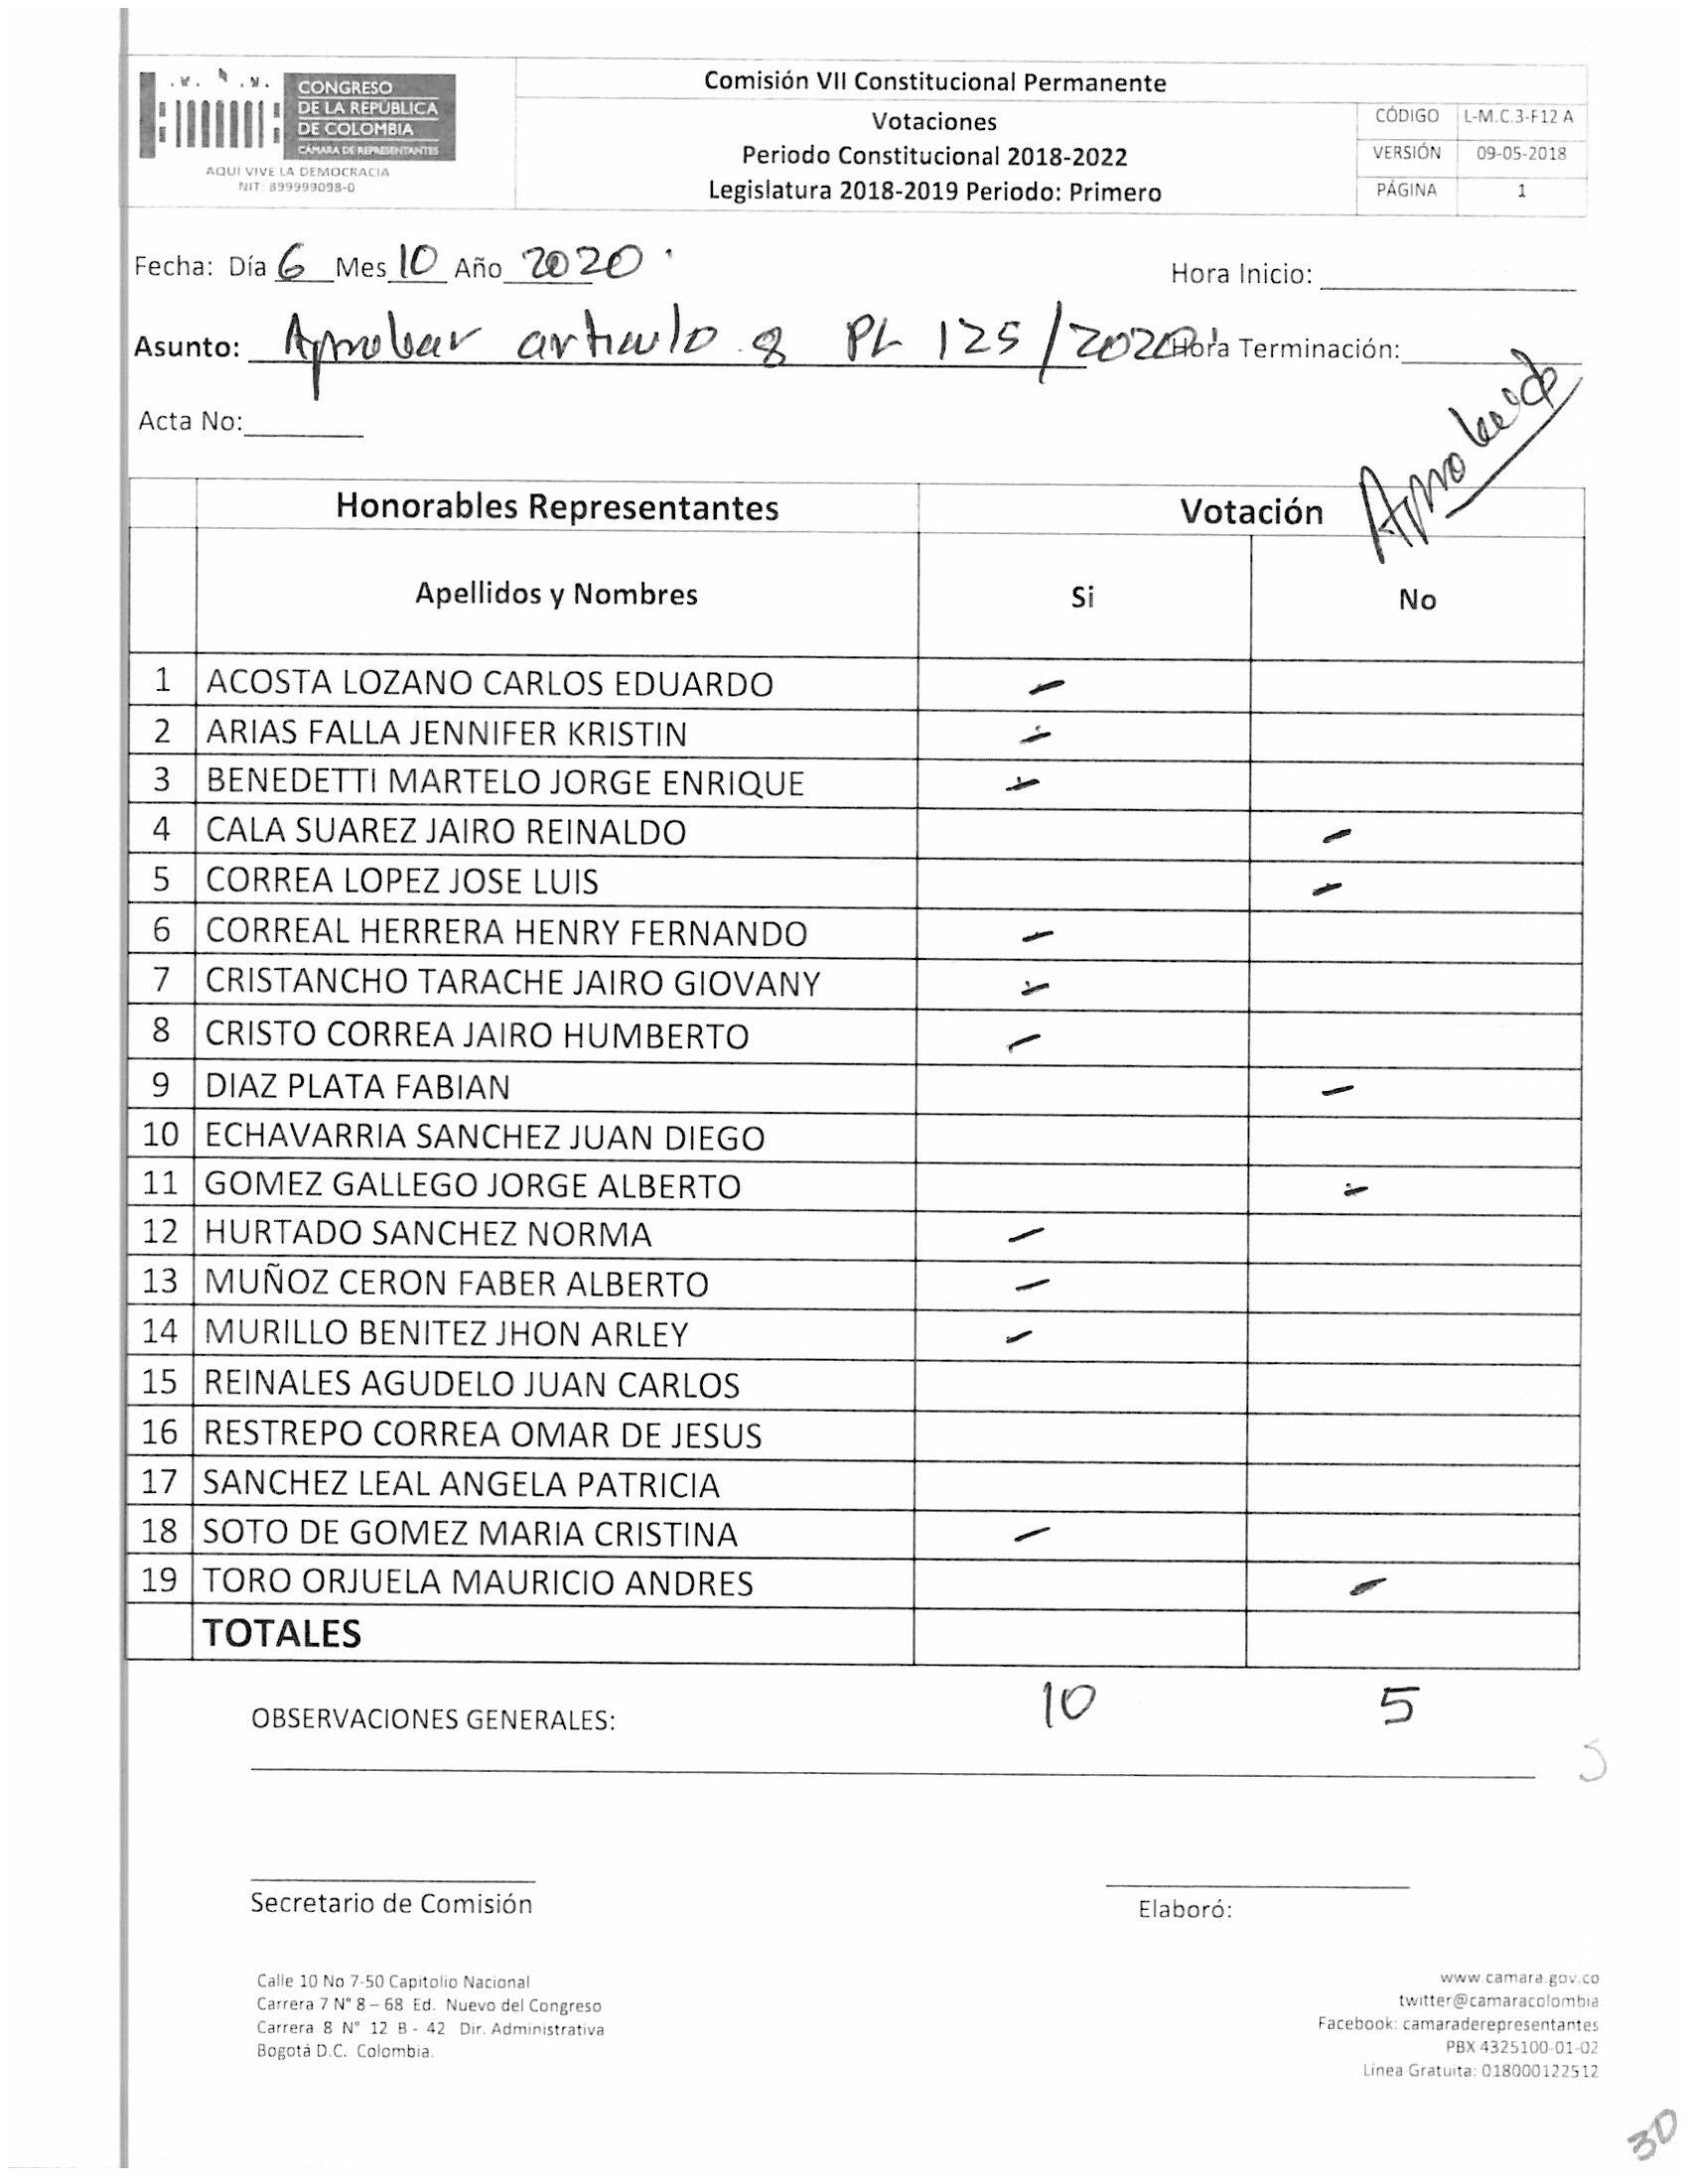 CONGRESO
DE LA REPÚBLICA
DE COLOMBIA
CÁMARA DE REPRESENTANTES
AQUÍ VIVE LA DEMOCRACIA
NIT: 899999098-0
Comisión VII Constitucional Permanente
Votaciones
Periodo Constitucional 2018-2022
Legislatura 2018-2019 Periodo: Primero
CÓDIGO L-M.C.3-F12 A
VERSIÓN 09-05-2018
PÁGINA 1
Fecha: Día 6 Mes 10 Año 2020
Hora Inicio:
Asunto: Aprobar articulo 8 PL 125/2020 Hora Terminación:
Acta No:
Aprobado
Honorables Representantes Votación
Apellidos y Nombres Si No
1 ACOSTA LOZANO CARLOS EDUARDO –
2 ARIAS FALLA JENNIFER KRISTIN –
3 BENEDETTI MARTELO JORGE ENRIQUE –
4 CALA SUAREZ JAIRO REINALDO –
5 CORREA LOPEZ JOSE LUIS –
6 CORREAL HERRERA HENRY FERNANDO –
7 CRISTANCHO TARACHE JAIRO GIOVANY –
8 CRISTO CORREA JAIRO HUMBERTO –
9 DIAZ PLATA FABIAN –
10 ECHAVARRIA SANCHEZ JUAN DIEGO
11 GOMEZ GALLEGO JORGE ALBERTO –
12 HURTADO SANCHEZ NORMA –
13 MUÑOZ CERON FABER ALBERTO –
14 MURILLO BENITEZ JHON ARLEY –
15 REINALES AGUDELO JUAN CARLOS
16 RESTREPO CORREA OMAR DE JESUS
17 SANCHEZ LEAL ANGELA PATRICIA
18 SOTO DE GOMEZ MARIA CRISTINA –
19 TORO ORJUELA MAURICIO ANDRES –
TOTALES
10 5
OBSERVACIONES GENERALES:
Secretario de Comisión
Elaboró:
Calle 10 No 7-50 Capitolio Nacional
Carrera 7 N° 8 – 68 Ed. Nuevo del Congreso
Carrera 8 N° 12 B - 42 Dir. Administrativa
Bogotá D.C. Colombia.
www.camara.gov.co
twitter@camaracolombia
Facebook: camaraderepresentantes
PBX 4325100-01-02
Línea Gratuita: 018000122512
30